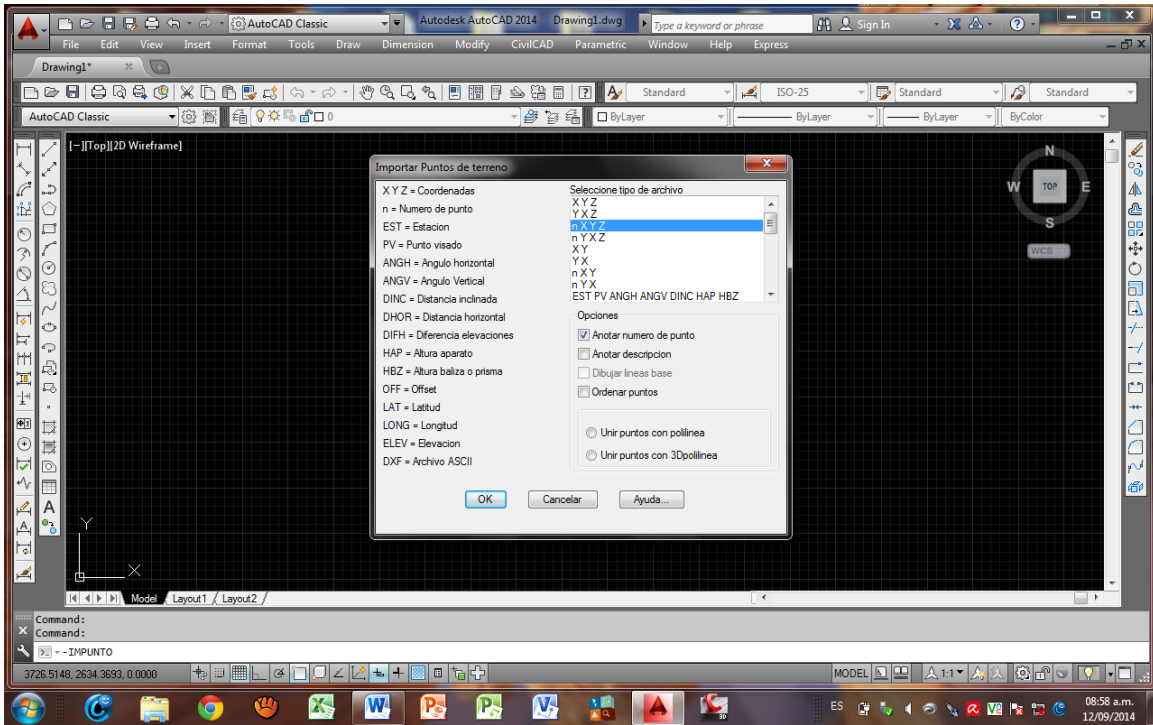 AutoCAD Classic
Autodesk AutoCAD 2014 Drawing1.dwg
Type a keyword or phrase
Sign In
File Edit View Insert Format Tools Draw Dimension Modify CivilCAD Parametric Window Help Express
Drawing1*
Standard
ISO-25
Standard
Standard
AutoCAD Classic
0
ByLayer
ByLayer
ByLayer
ByColor
[−][Top][2D Wireframe]
N
W
TOP
E
S
WCS
Importar Puntos de terreno
X Y Z = Coordenadas
n = Numero de punto
EST = Estacion
PV = Punto visado
ANGH = Angulo horizontal
ANGV = Angulo Vertical
DINC = Distancia inclinada
DHOR = Distancia horizontal
DIFH = Diferencia elevaciones
HAP = Altura aparato
HBZ = Altura baliza o prisma
OFF = Offset
LAT = Latitud
LONG = Longitud
ELEV = Elevacion
DXF = Archivo ASCII
Seleccione tipo de archivo
X Y Z
Y X Z
n X Y Z
n Y X Z
X Y
Y X
n X Y
n Y X
EST PV ANGH ANGV DINC HAP HBZ
Opciones
Anotar numero de punto
Anotar descripcion
Dibujar lineas base
Ordenar puntos
Unir puntos con polilinea
Unir puntos con 3Dpolilinea
OK
Cancelar
Ayuda...
Y
X
Model Layout1 Layout2
Command:
Command:
-IMPUNTO
3726.5148, 2634.3693, 0.0000
MODEL
1:1
ES
08:58 a.m.
12/09/2014